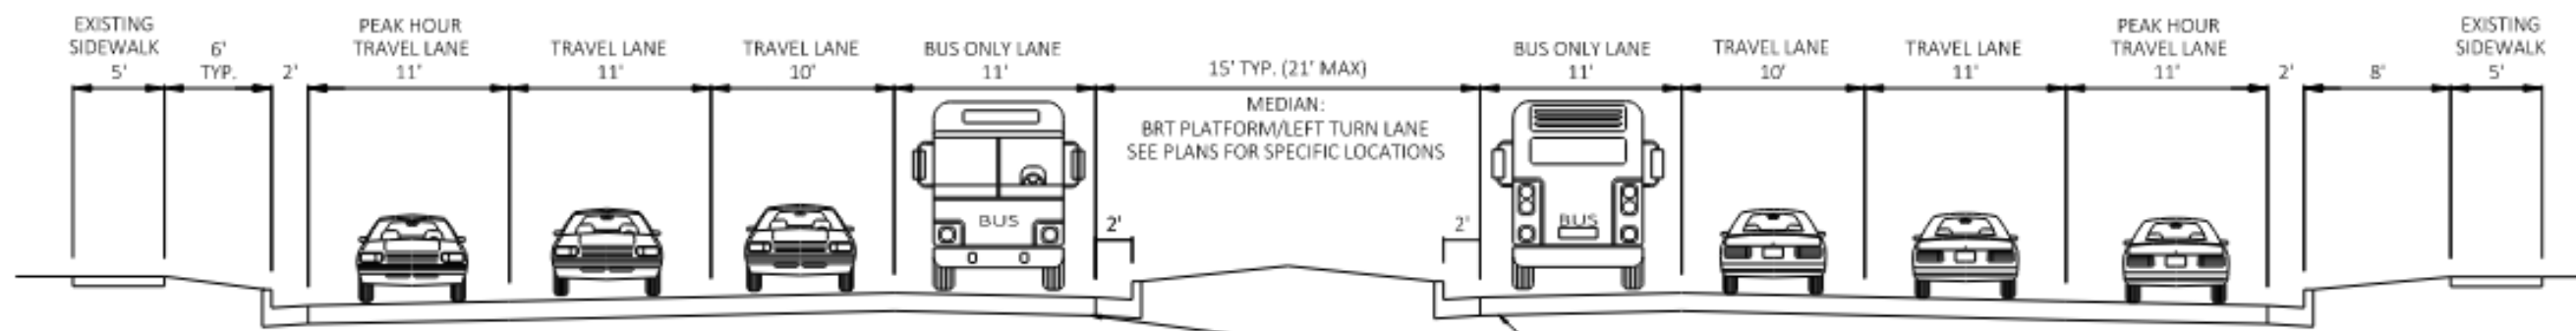 EXISTING
SIDEWALK
5'
6'
TYP.
2'
PEAK HOUR
TRAVEL LANE
11'
TRAVEL LANE
11'
TRAVEL LANE
10'
BUS ONLY LANE
11'
15' TYP. (21' MAX)
MEDIAN:
BRT PLATFORM/LEFT TURN LANE
SEE PLANS FOR SPECIFIC LOCATIONS
BUS ONLY LANE
11'
TRAVEL LANE
10'
TRAVEL LANE
11'
PEAK HOUR
TRAVEL LANE
11'
2'
8'
EXISTING
SIDEWALK
5'
BUS
2'
2'
BUS